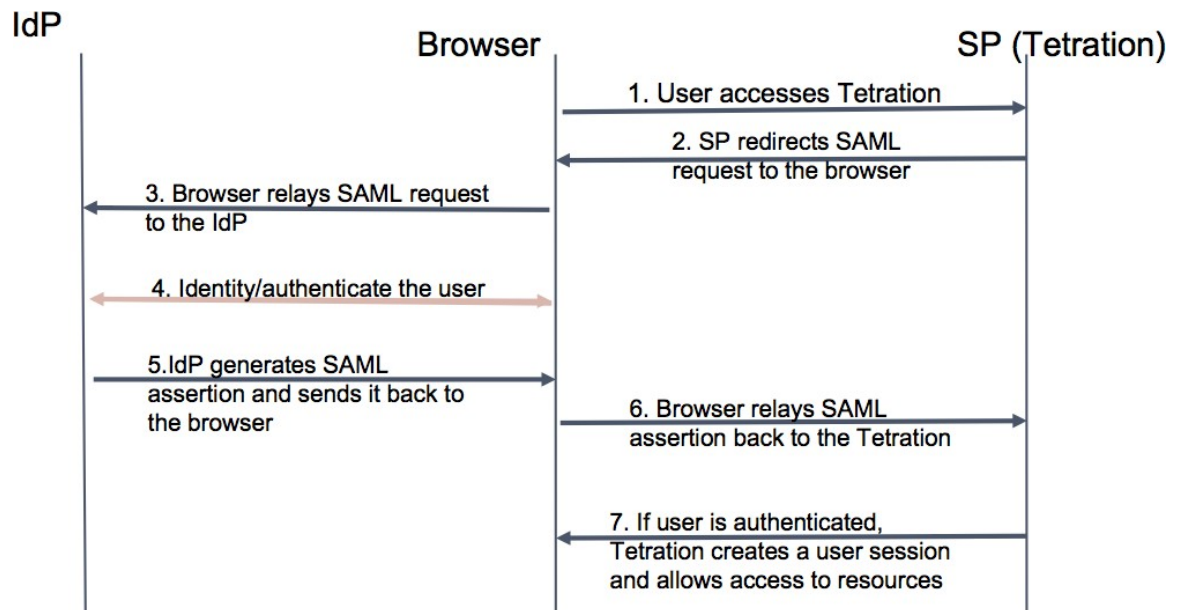 IdP
Browser
SP (Tetration)
1. User accesses Tetration
2. SP redirects SAML
request to the browser
3. Browser relays SAML request
to the IdP
4. Identity/authenticate the user
5.IdP generates SAML
assertion and sends it back to
the browser
6. Browser relays SAML
assertion back to the Tetration
7. If user is authenticated,
Tetration creates a user session
and allows access to resources